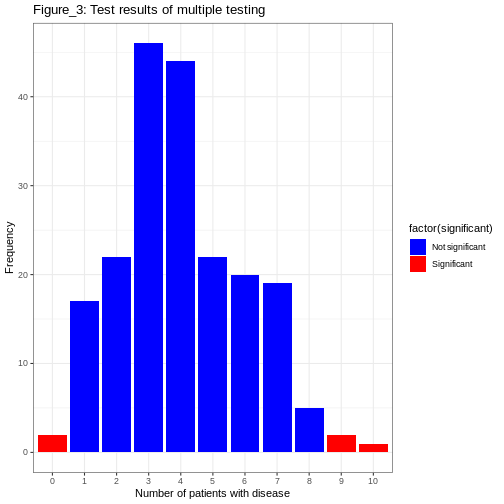 Figure_3: Test results of multiple testing
Frequency
40
30
20
10
0
0 1 2 3 4 5 6 7 8 9 10
Number of patients with disease
factor(significant)
Not significant
Significant